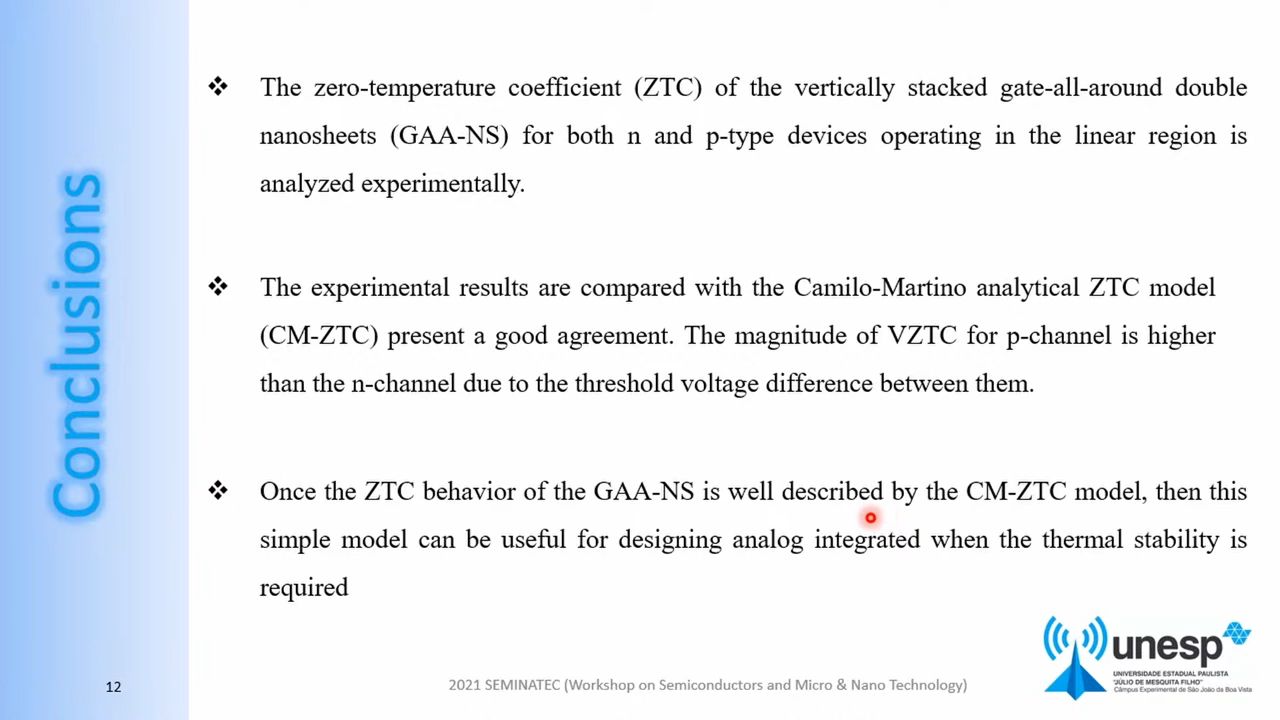 Conclusions
❖ The zero-temperature coefficient (ZTC) of the vertically stacked gate-all-around double
nanosheets (GAA-NS) for both n and p-type devices operating in the linear region is
analyzed experimentally.
❖ The experimental results are compared with the Camilo-Martino analytical ZTC model
(CM-ZTC) present a good agreement. The magnitude of VZTC for p-channel is higher
than the n-channel due to the threshold voltage difference between them.
❖ Once the ZTC behavior of the GAA-NS is well described by the CM-ZTC model, then this
simple model can be useful for designing analog integrated when the thermal stability is
required
unesp
UNIVERSIDADE ESTADUAL PAULISTA
"JÚLIO DE MESQUITA FILHO"
Câmpus Experimental de São João da Boa Vista
12
2021 SEMINATEC (Workshop on Semiconductors and Micro & Nano Technology)